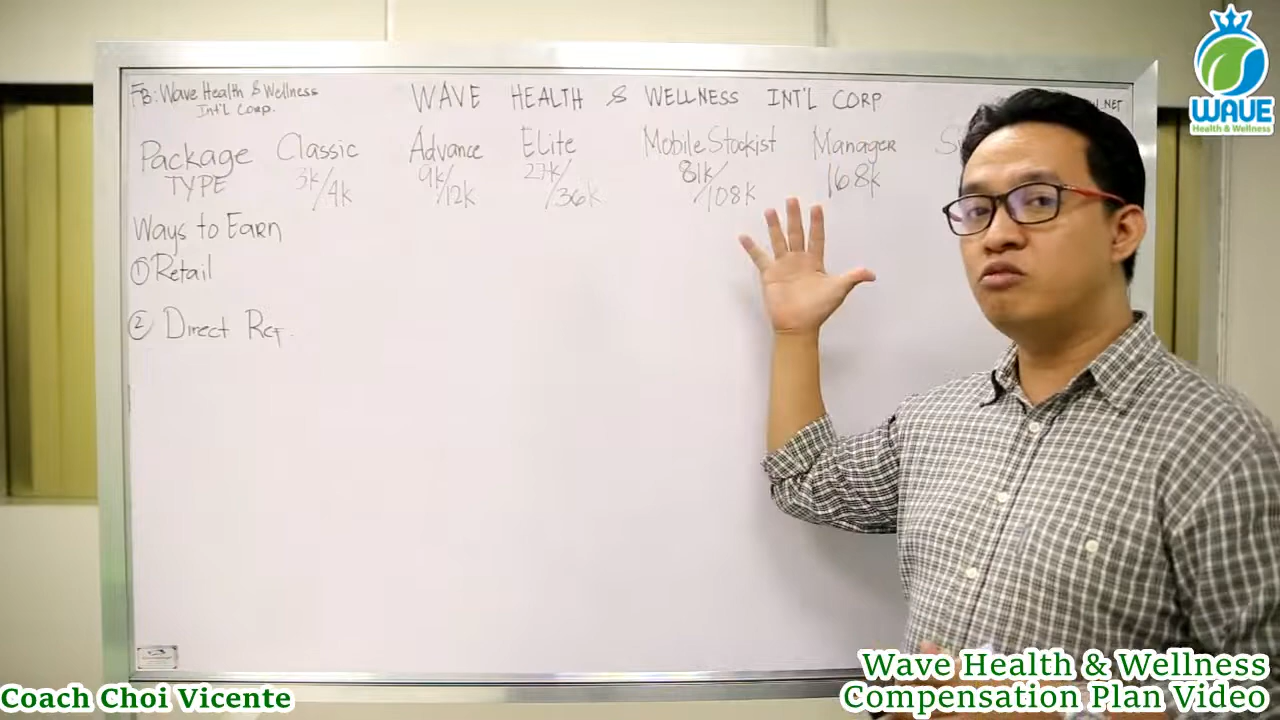 FB: Wave Health & Wellness
Int'l Corp.
WAVE HEALTH & WELLNESS INT'L CORP
Package
TYPE
Classic
3k/4k
Advance
9k/12k
Elite
27k/36k
Mobile Stockist
81k/108k
Manager
168k
Ways to Earn
① Retail
② Direct Ref.
WAVE
Health & Wellness
Coach Choi Vicente
Wave Health & Wellness
Compensation Plan Video